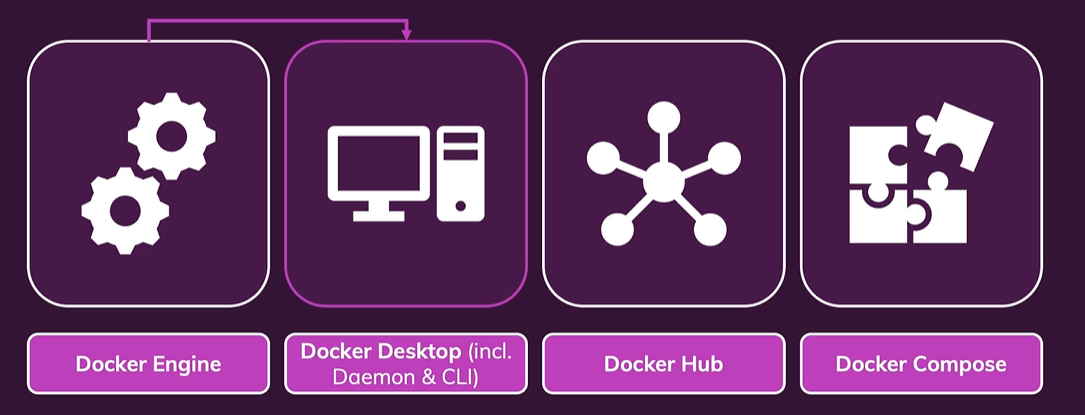 Docker Engine
Docker Desktop (incl.
Daemon & CLI)
Docker Hub
Docker Compose